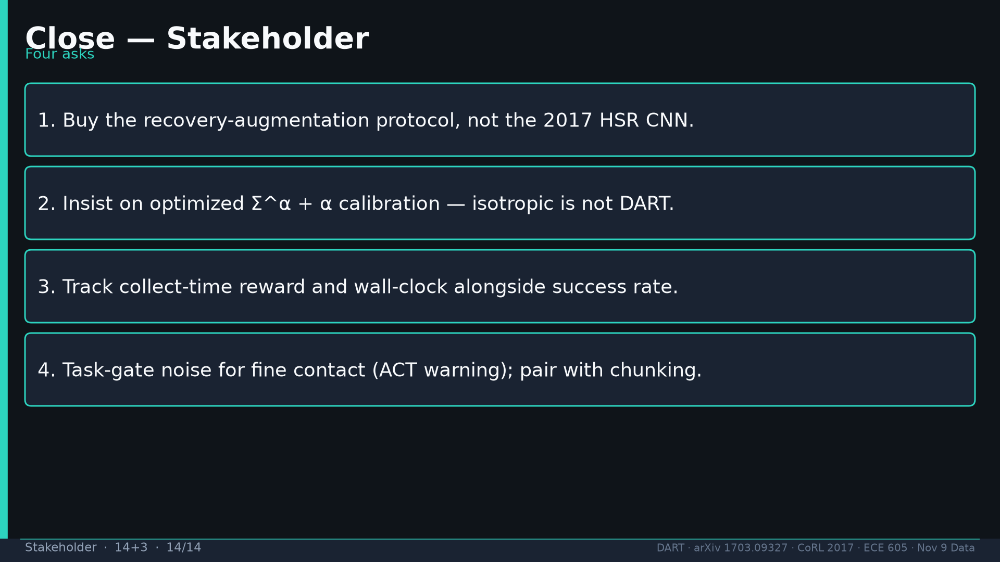 Close — Stakeholder
Four asks
1. Buy the recovery-augmentation protocol, not the 2017 HSR CNN.
2. Insist on optimized Σ^α + α calibration — isotropic is not DART.
3. Track collect-time reward and wall-clock alongside success rate.
4. Task-gate noise for fine contact (ACT warning); pair with chunking.
Stakeholder · 14+3 · 14/14
DART · arXiv 1703.09327 · CoRL 2017 · ECE 605 · Nov 9 Data